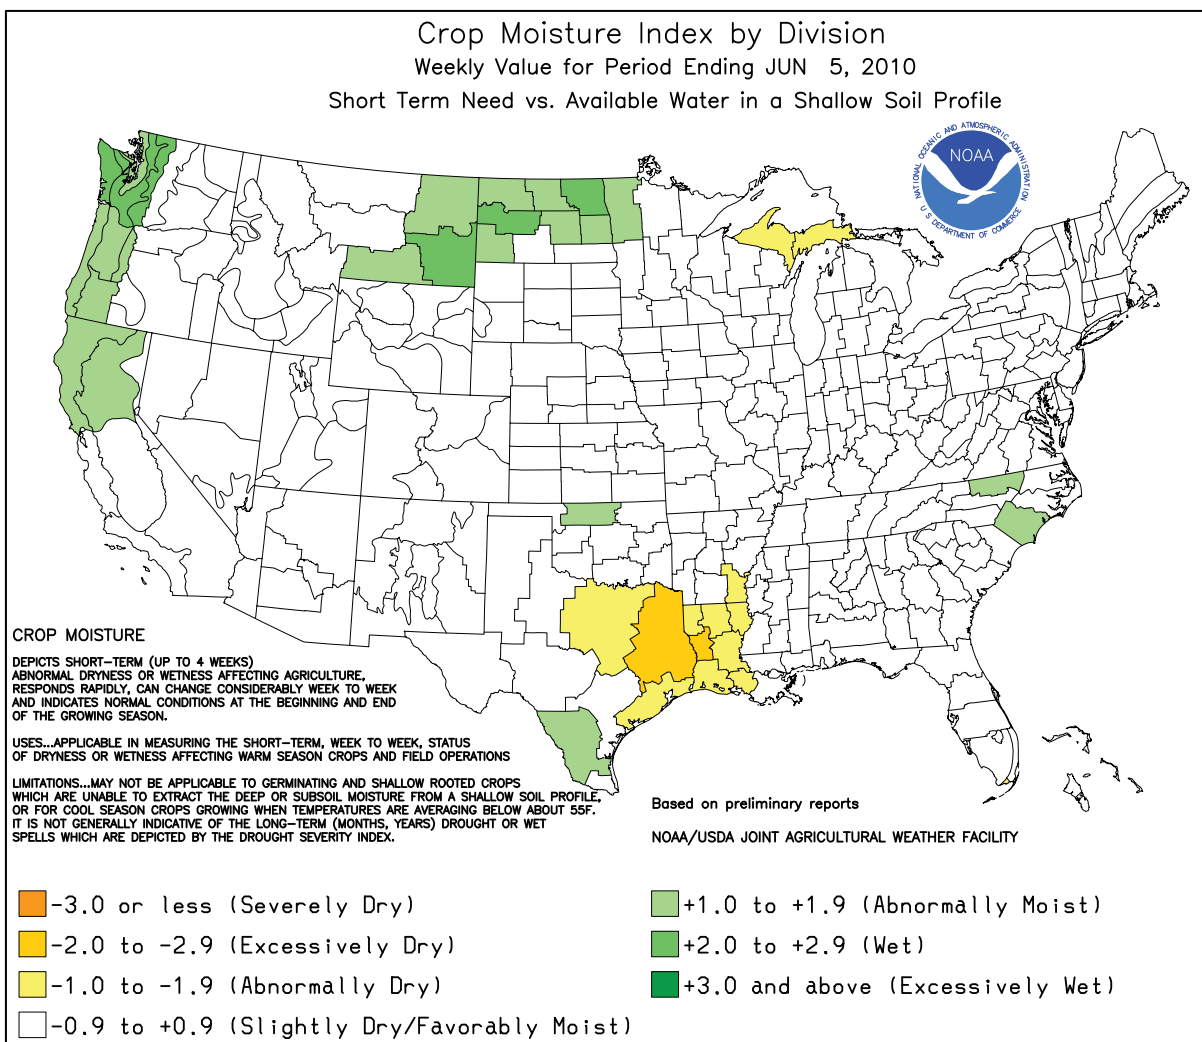 Crop Moisture Index by Division
Weekly Value for Period Ending JUN 5, 2010
Short Term Need vs. Available Water in a Shallow Soil Profile
NATIONAL OCEANIC AND ATMOSPHERIC ADMINISTRATION
NOAA
U.S. DEPARTMENT OF COMMERCE
CROP MOISTURE
DEPICTS SHORT-TERM (UP TO 4 WEEKS)
ABNORMAL DRYNESS OR WETNESS AFFECTING AGRICULTURE,
RESPONDS RAPIDLY, CAN CHANGE CONSIDERABLY WEEK TO WEEK
AND INDICATES NORMAL CONDITIONS AT THE BEGINNING AND END
OF THE GROWING SEASON.
USES...APPLICABLE IN MEASURING THE SHORT-TERM, WEEK TO WEEK, STATUS
OF DRYNESS OR WETNESS AFFECTING WARM SEASON CROPS AND FIELD OPERATIONS
LIMITATIONS...MAY NOT BE APPLICABLE TO GERMINATING AND SHALLOW ROOTED CROPS
WHICH ARE UNABLE TO EXTRACT THE DEEP OR SUBSOIL MOISTURE FROM A SHALLOW SOIL PROFILE,
OR FOR COOL SEASON CROPS GROWING WHEN TEMPERATURES ARE AVERAGING BELOW ABOUT 55F.
IT IS NOT GENERALLY INDICATIVE OF THE LONG-TERM (MONTHS, YEARS) DROUGHT OR WET
SPELLS WHICH ARE DEPICTED BY THE DROUGHT SEVERITY INDEX.
Based on preliminary reports
NOAA/USDA JOINT AGRICULTURAL WEATHER FACILITY
-3.0 or less (Severely Dry)
-2.0 to -2.9 (Excessively Dry)
-1.0 to -1.9 (Abnormally Dry)
-0.9 to +0.9 (Slightly Dry/Favorably Moist)
+1.0 to +1.9 (Abnormally Moist)
+2.0 to +2.9 (Wet)
+3.0 and above (Excessively Wet)